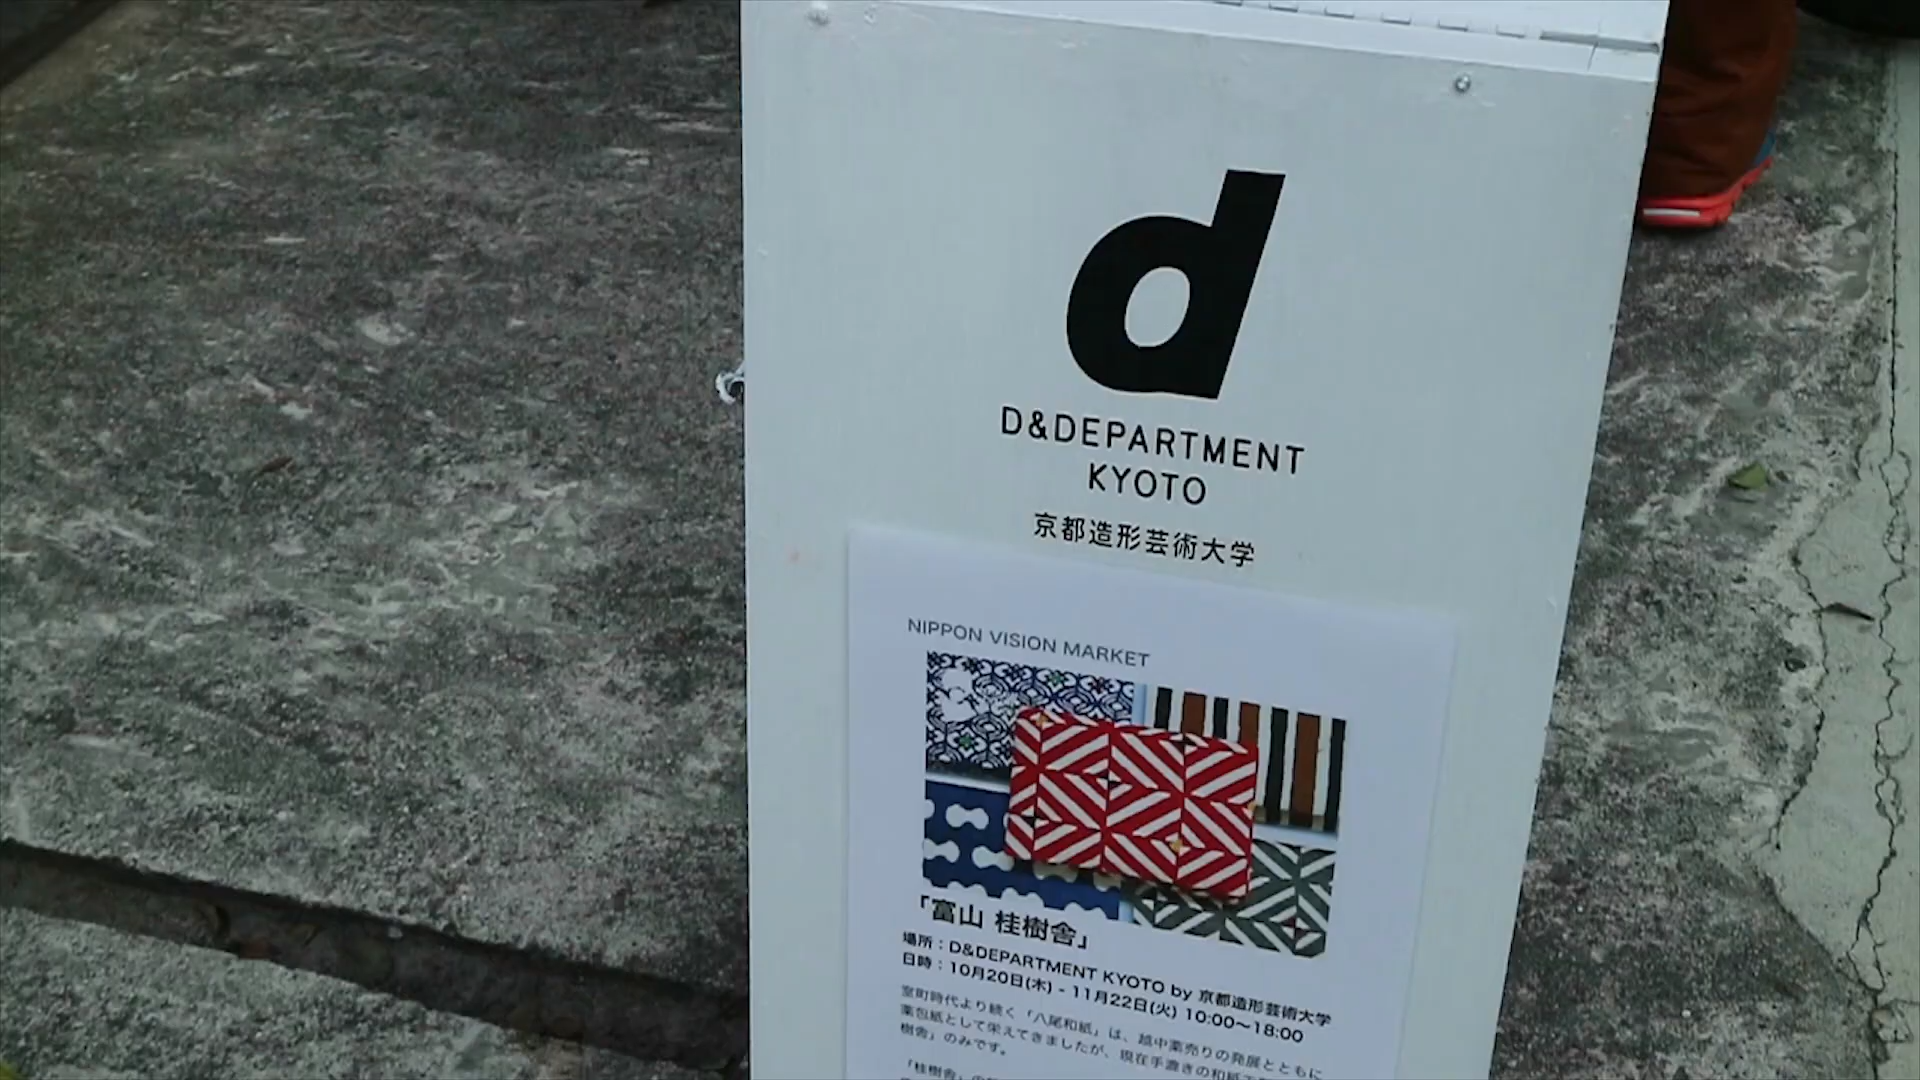 d
D&DEPARTMENT
KYOTO
京都造形芸術大学
NIPPON VISION MARKET
「富山 桂樹舎」
場所：D&DEPARTMENT KYOTO by 京都造形芸術大学
日時：10月20日(木) - 11月22日(火) 10:00〜18:00
室町時代より続く「八尾和紙」は、越中薬売りの発展とともに
薬包紙として栄えてきましたが、現在手漉きの和紙
樹舎」のみです。
「桂樹舎」の